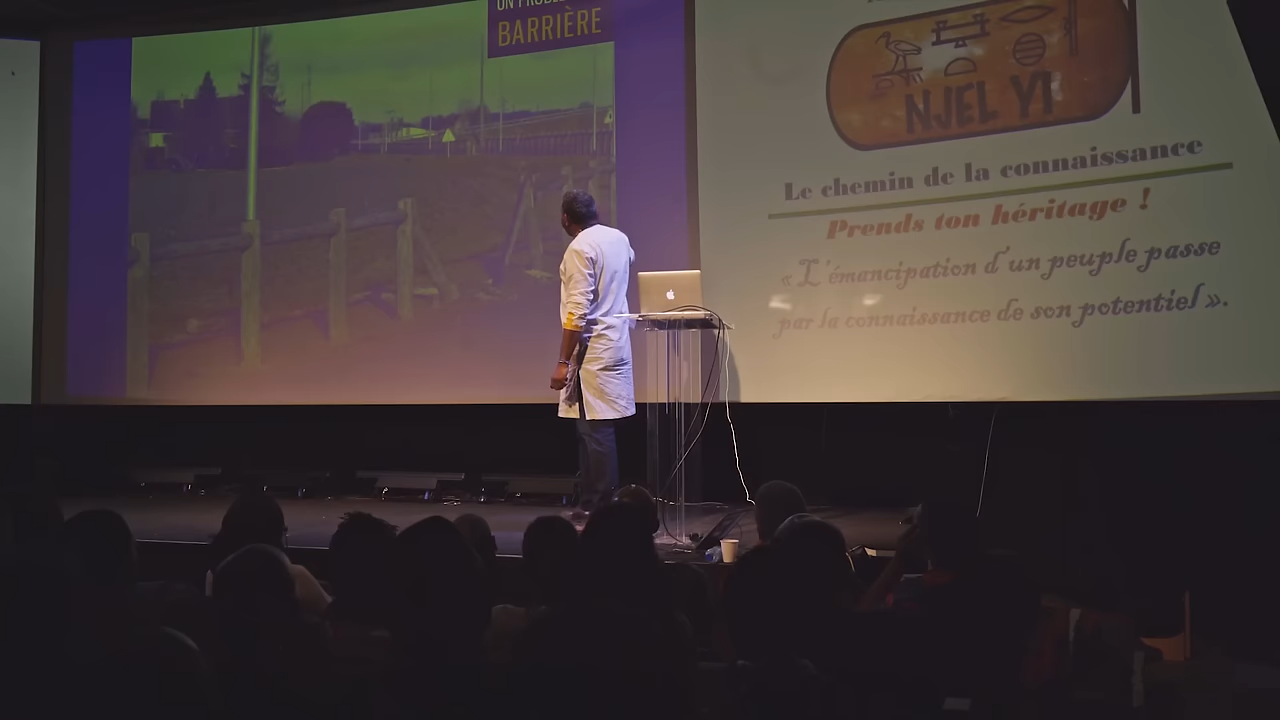 BARRIÈRE
NJEL YI
Le chemin de la connaissance
Prends ton héritage !
« L'émancipation d'un peuple passe
par la connaissance de son potentiel ».